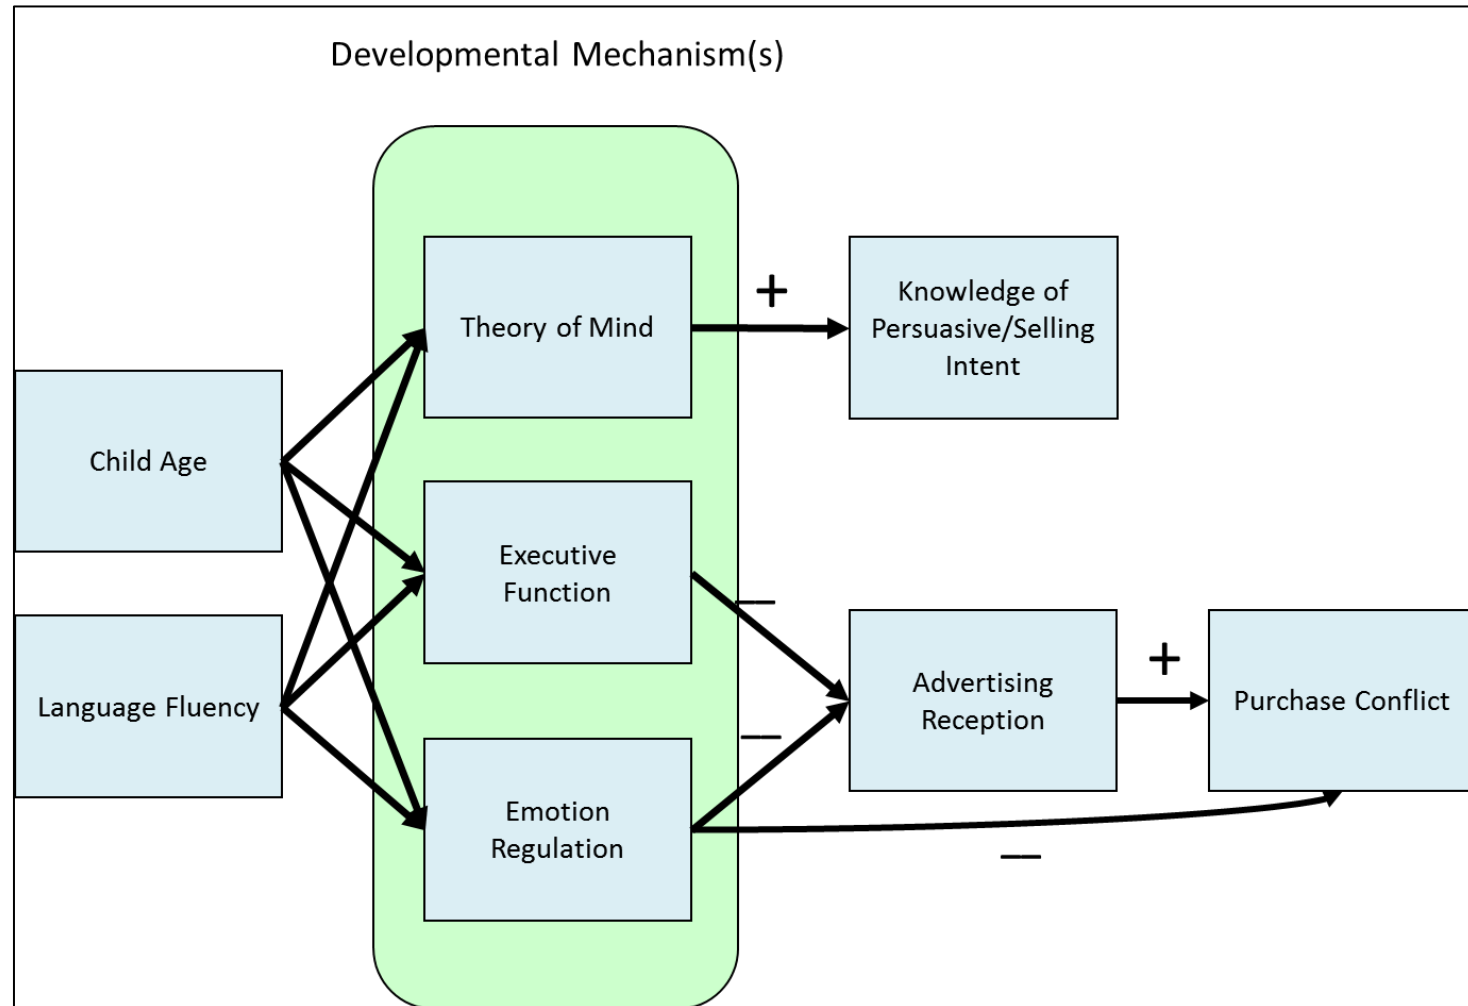 Developmental Mechanism(s)
Theory of Mind
+
Knowledge of
Persuasive/Selling
Intent
Child Age
Executive
Function
—
Language Fluency
Advertising
Reception
+
Purchase Conflict
—
Emotion
Regulation
—